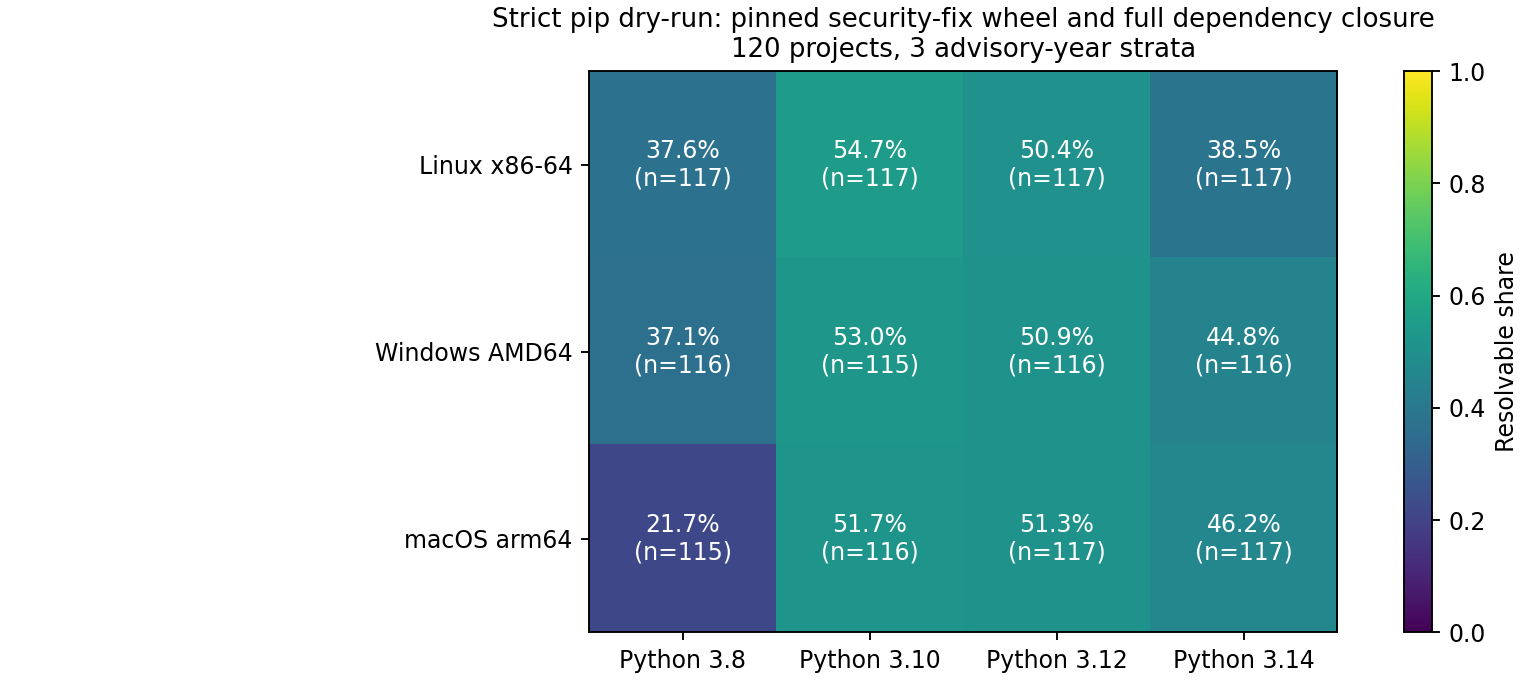 Strict pip dry-run: pinned security-fix wheel and full dependency closure
120 projects, 3 advisory-year strata
Linux x86-64
37.6%
(n=117)
54.7%
(n=117)
50.4%
(n=117)
38.5%
(n=117)
Windows AMD64
37.1%
(n=116)
53.0%
(n=115)
50.9%
(n=116)
44.8%
(n=116)
macOS arm64
21.7%
(n=115)
51.7%
(n=116)
51.3%
(n=117)
46.2%
(n=117)
Python 3.8
Python 3.10
Python 3.12
Python 3.14
1.0
0.8
0.6
0.4
0.2
0.0
Resolvable share